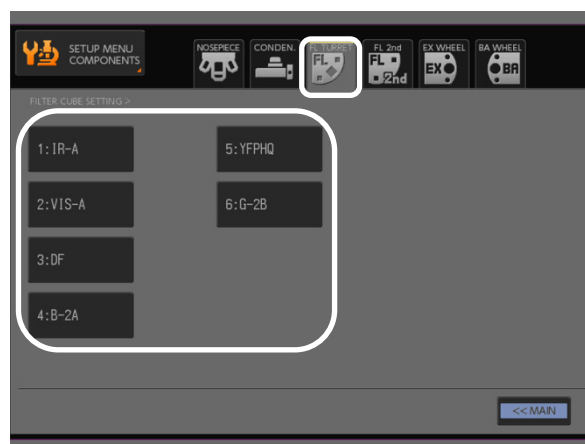 SETUP MENU
COMPONENTS
NOSEPIECE
CONDEN.
FL TURRET
FL
FL 2nd
FL
2nd
EX WHEEL
EX
BA WHEEL
BA
FILTER CUBE SETTING >
1:IR-A
5:YFPHQ
2:VIS-A
6:G-2B
3:DF
4:B-2A
<< MAIN